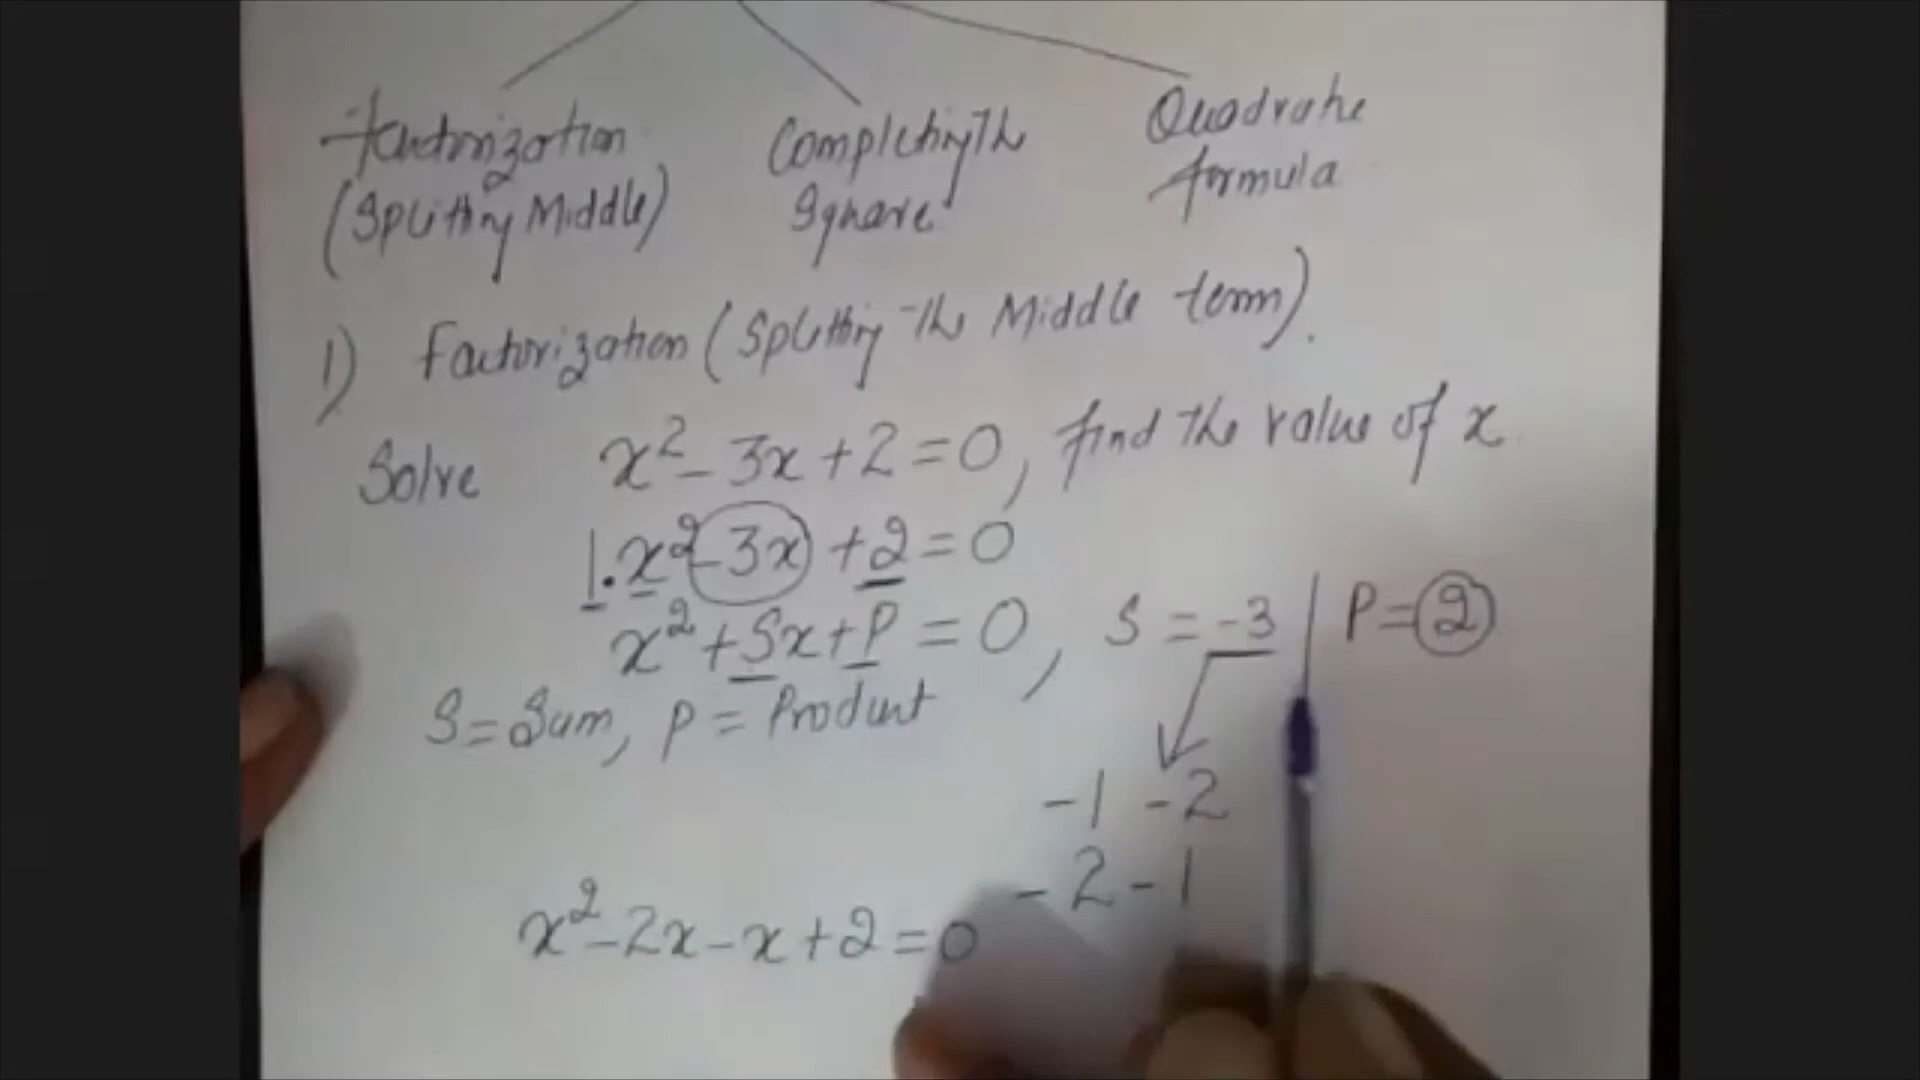 Factorization
(Splitting Middle)
Completing The
Square
Quadratic
formula
1) Factorization (Splitting The Middle term).
Solve x² - 3x + 2 = 0, find the value of x
1.x² - 3x + 2 = 0
x² + Sx + P = 0, S = -3 | P = 2
S = Sum, P = Product
-1 -2
-2 -1
x² - 2x - x + 2 = 0